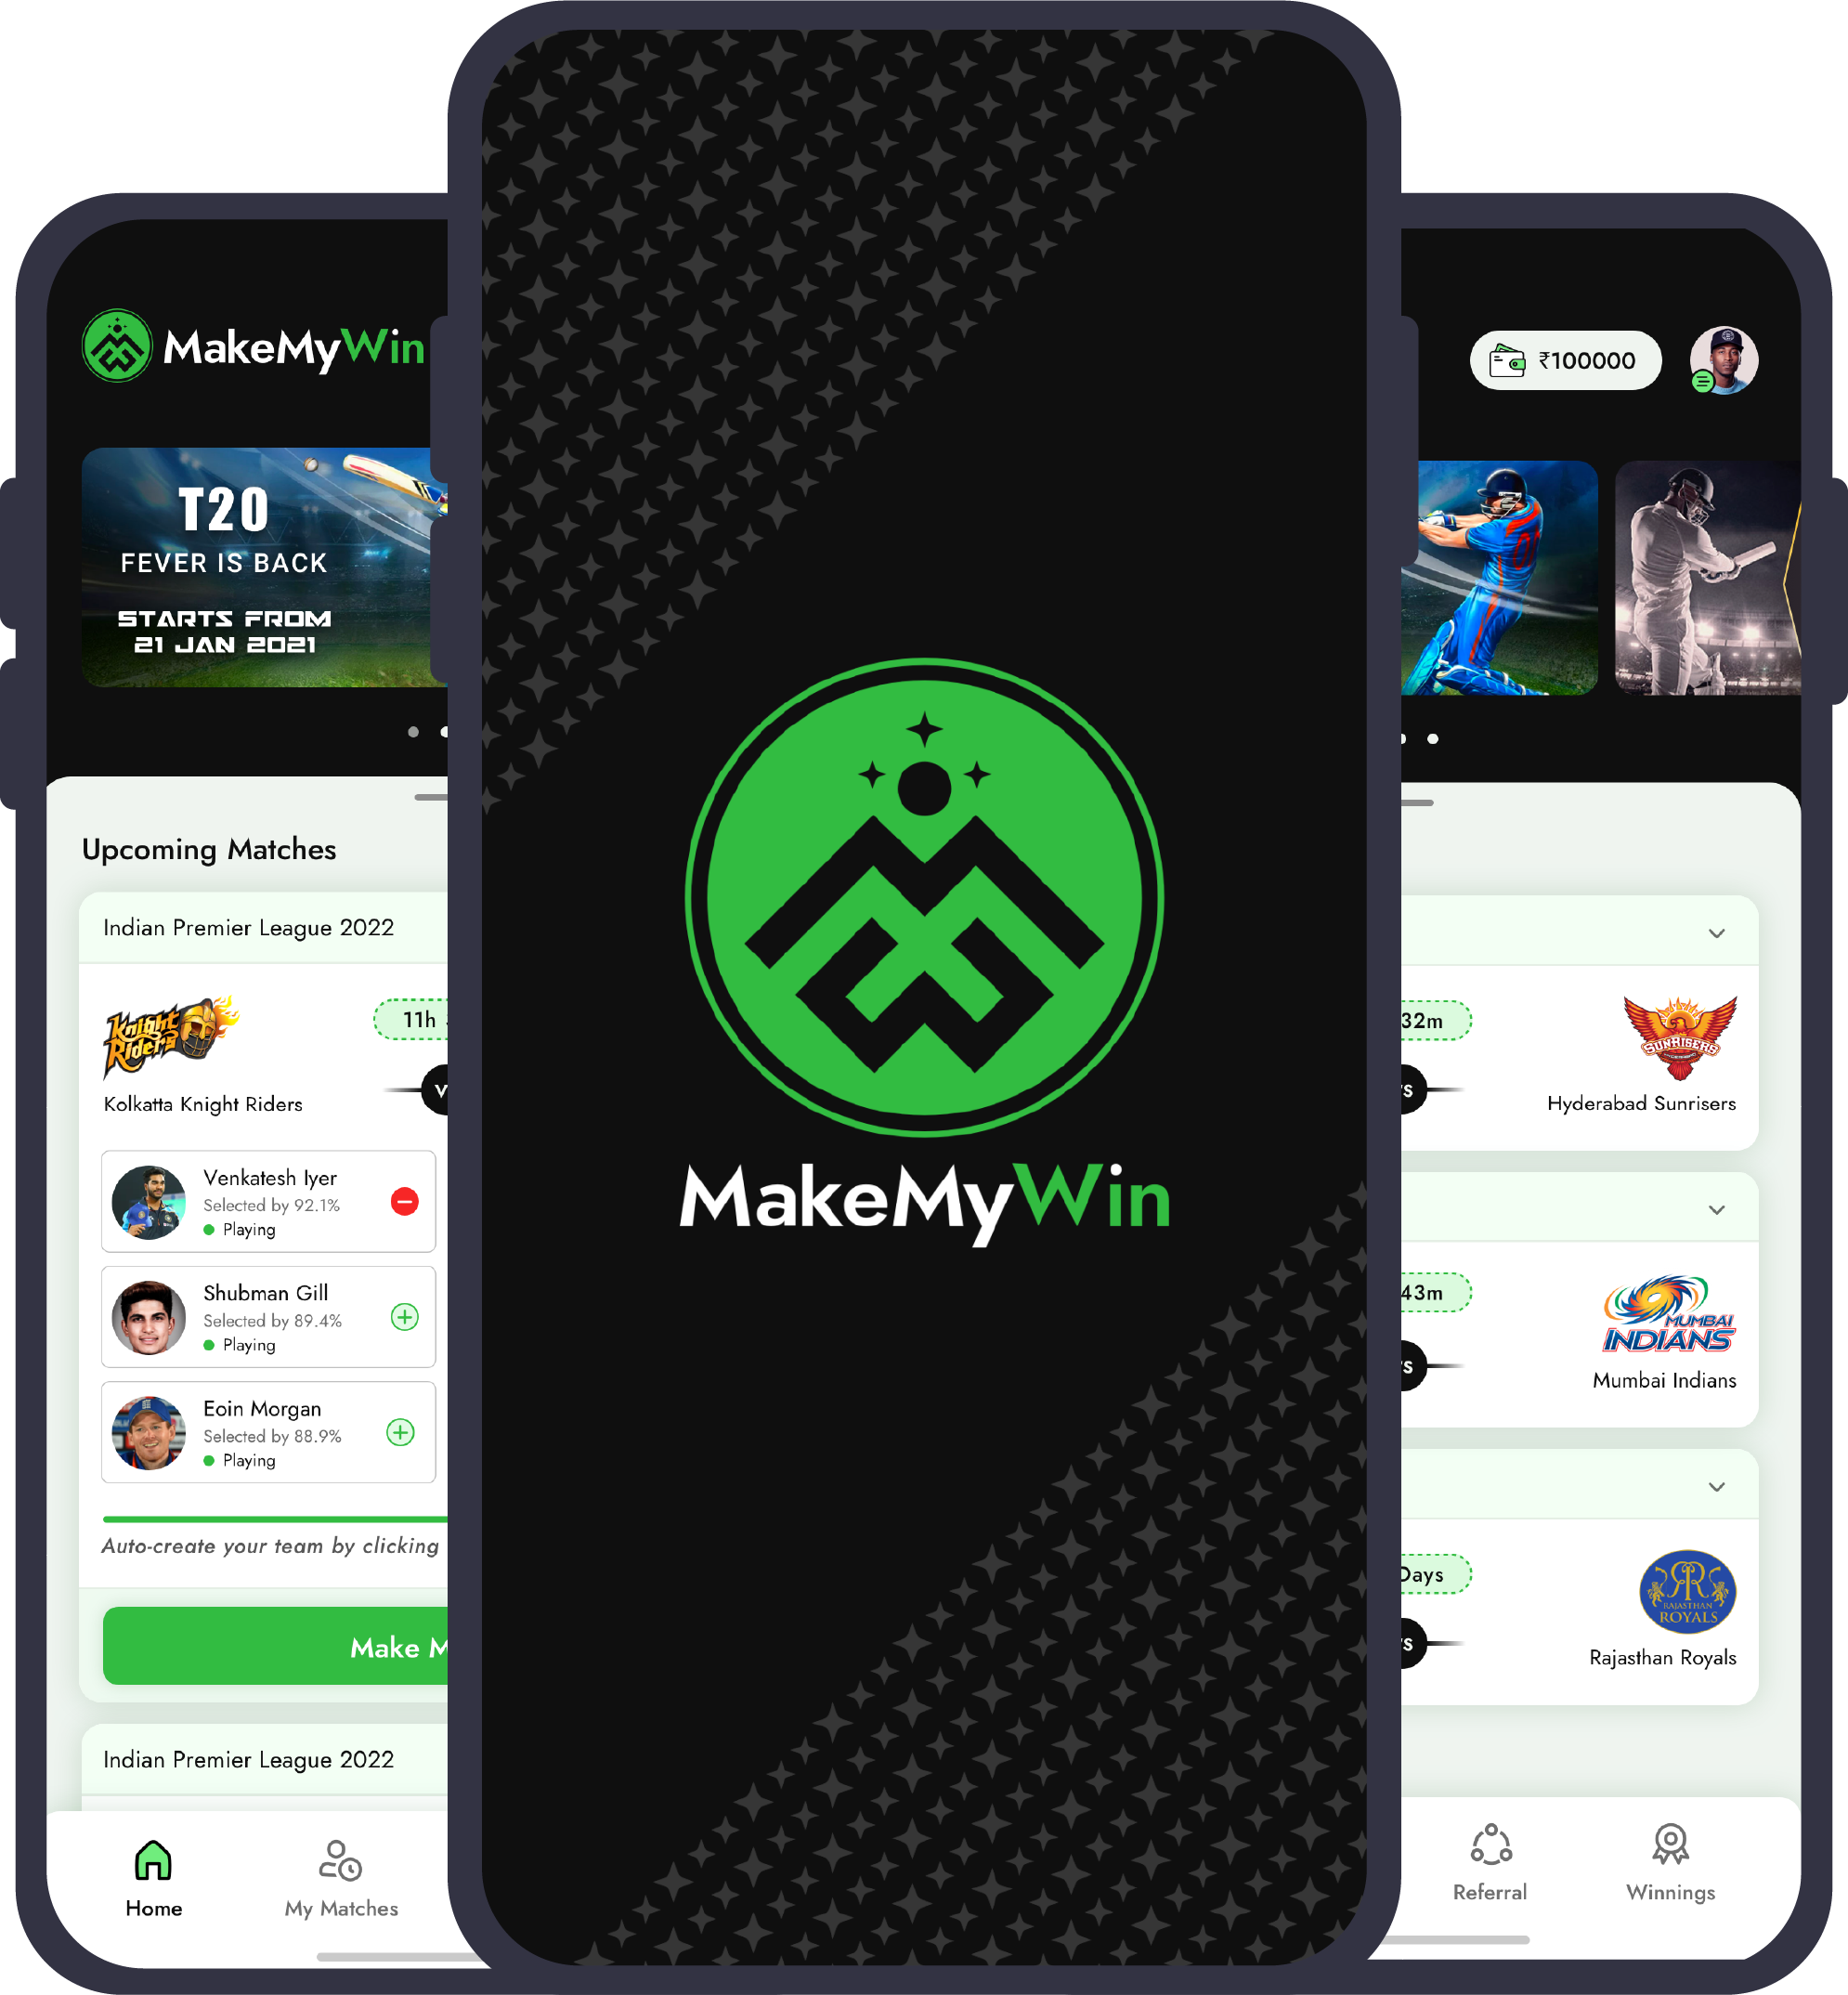 MakeMyWin
T20
FEVER IS BACK
STARTS FROM
21 JAN 2021
Upcoming Matches
Indian Premier League 2022
Knight
Riders
11h
Kolkatta Knight Riders
Venkatesh Iyer
Selected by 92.1%
Playing
Shubman Gill
Selected by 89.4%
Playing
Eoin Morgan
Selected by 88.9%
Playing
Auto-create your team by clicking
Make M
Indian Premier League 2022
Home
My Matches
MakeMyWin
₹100000
32m
SUNRISERS
Hyderabad Sunrisers
43m
MUMBAI
INDIANS
Mumbai Indians
Days
RR
RAJASTHAN
ROYALS
Rajasthan Royals
Referral
Winnings